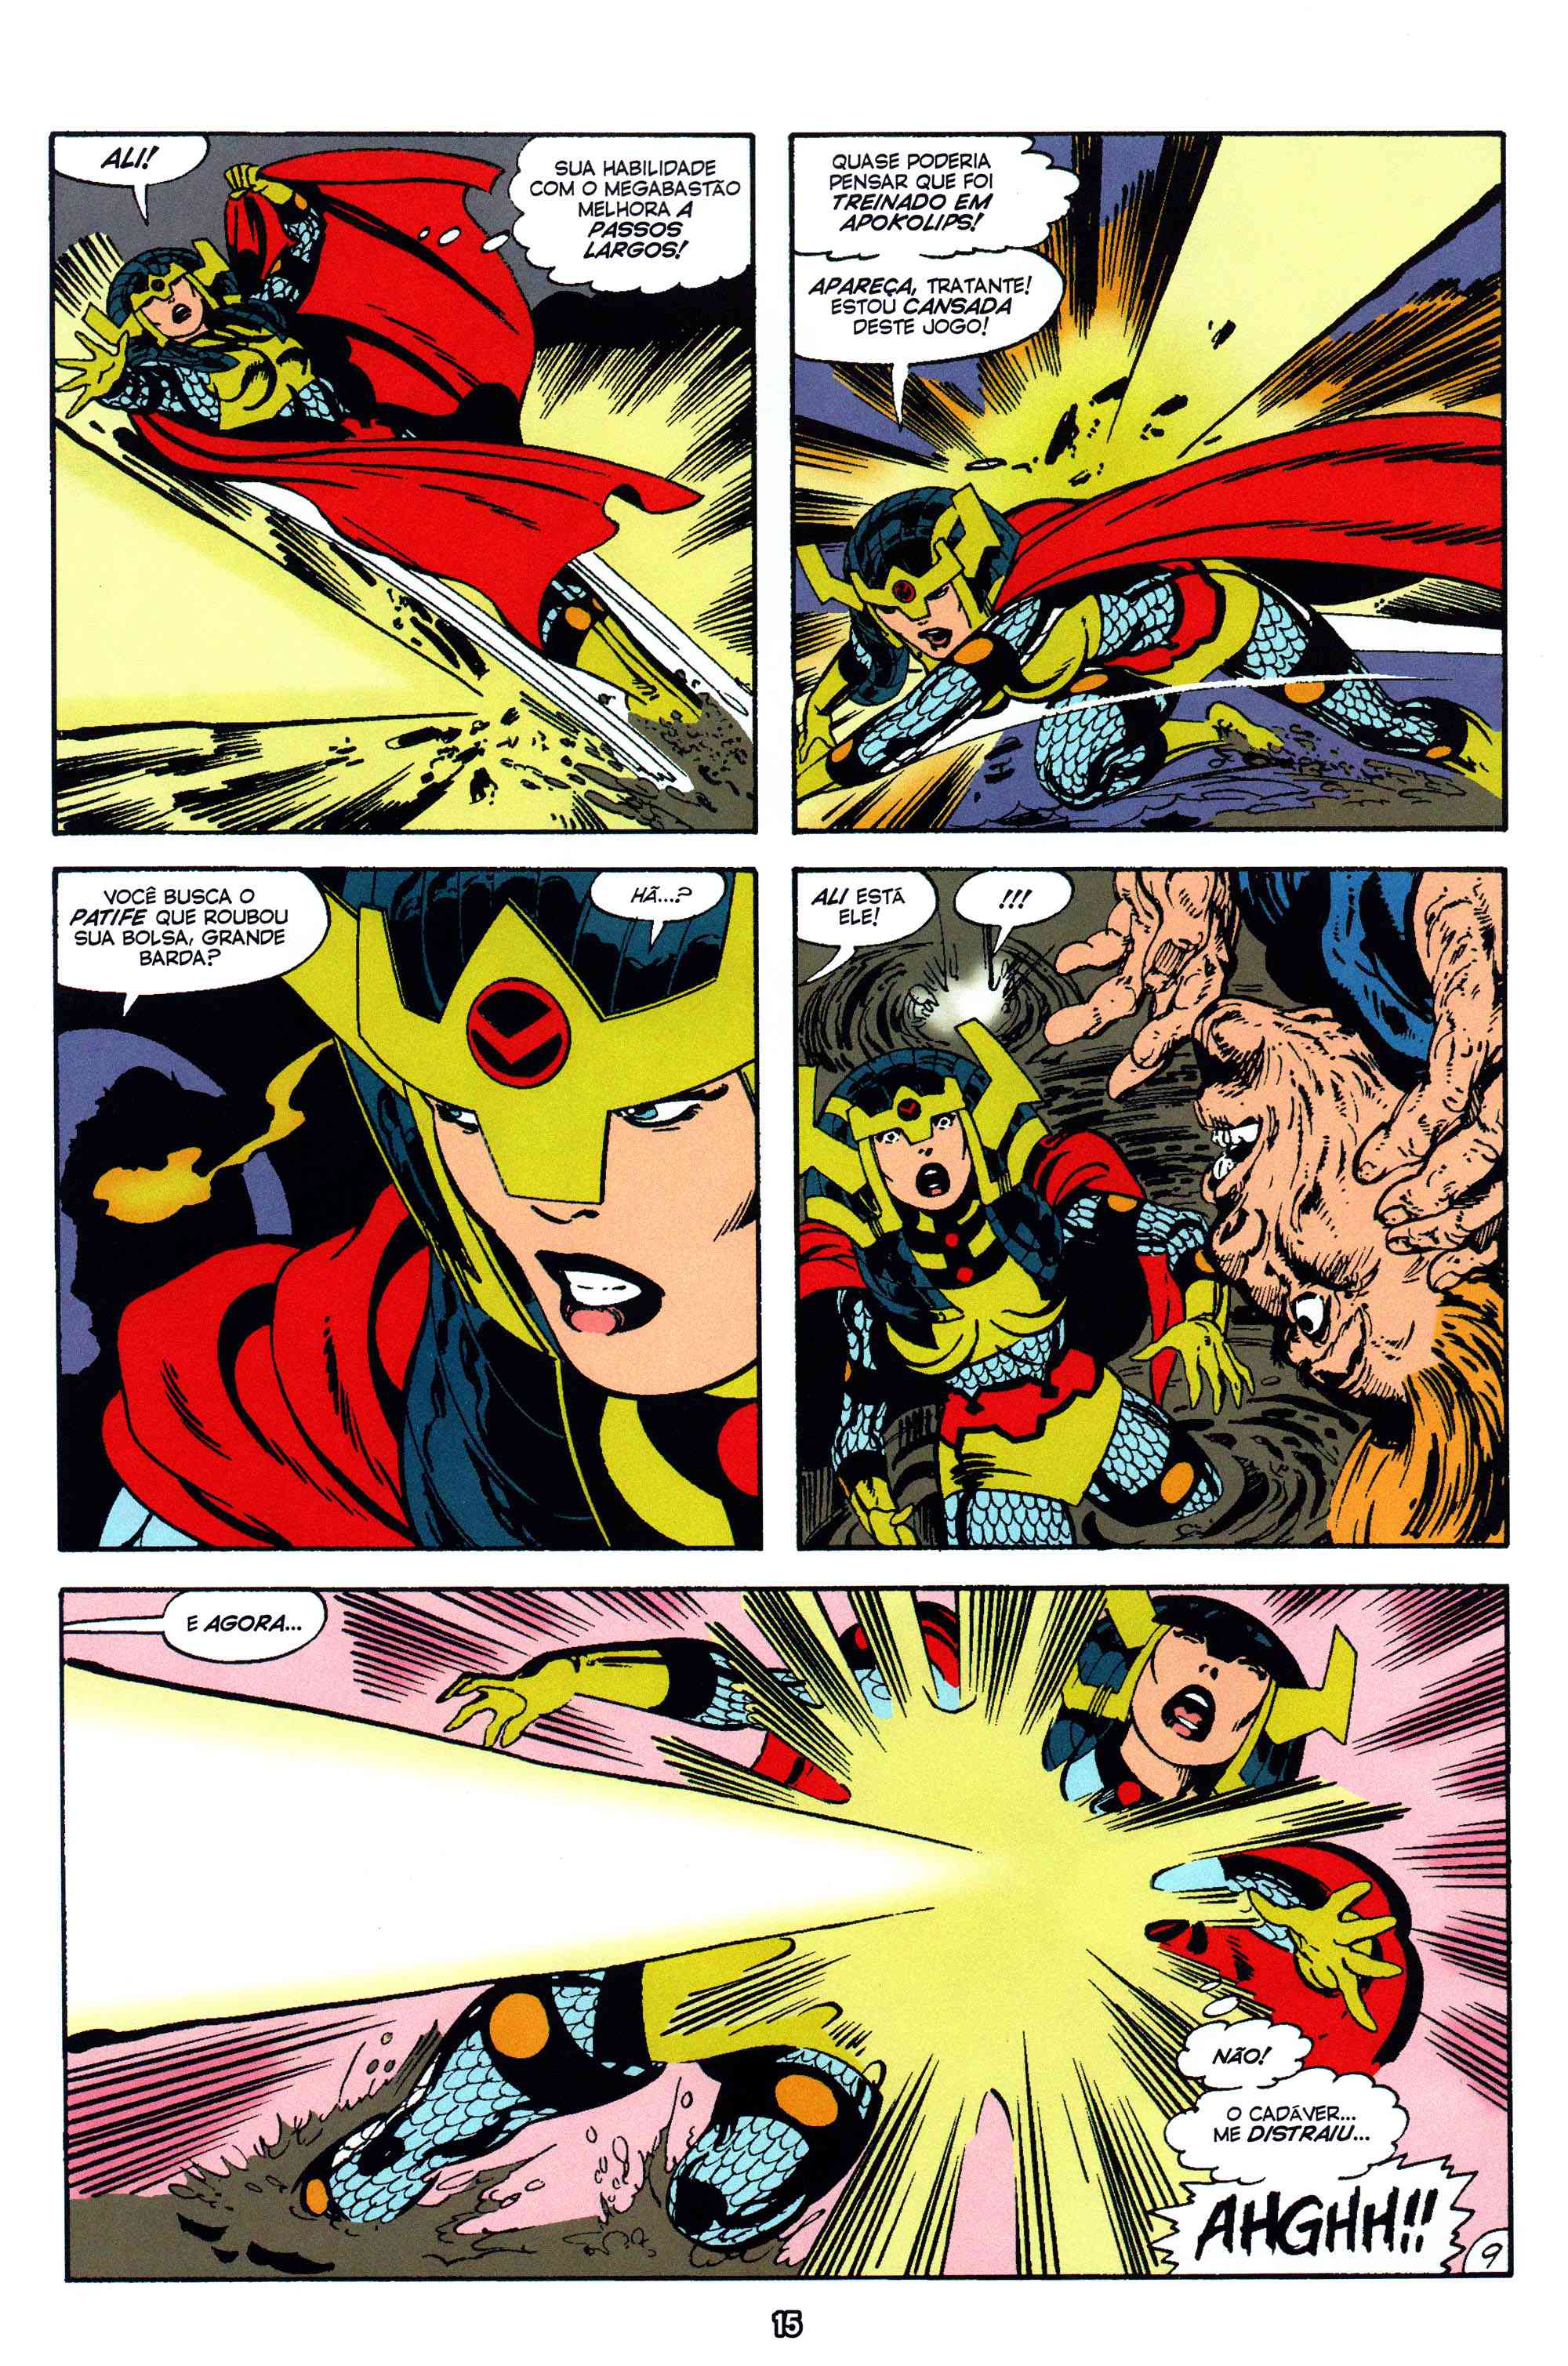 ALI!
SUA HABILIDADE
COM O MEGABASTÃO
MELHORA A
PASSOS
LARGOS!
QUASE PODERIA
PENSAR QUE FOI
TREINADO EM
APOKOLIPS!
APAREÇA, TRATANTE!
ESTOU CANSADA
DESTE JOGO!
VOCÊ BUSCA O
PATIFE QUE ROUBOU
SUA BOLSA, GRANDE
BARDA?
HÃ...?
ALI ESTÁ
ELE!
!!!
E AGORA...
NÃO!
O CADÁVER...
ME DISTRAIU...
AHGHH!!
9
15